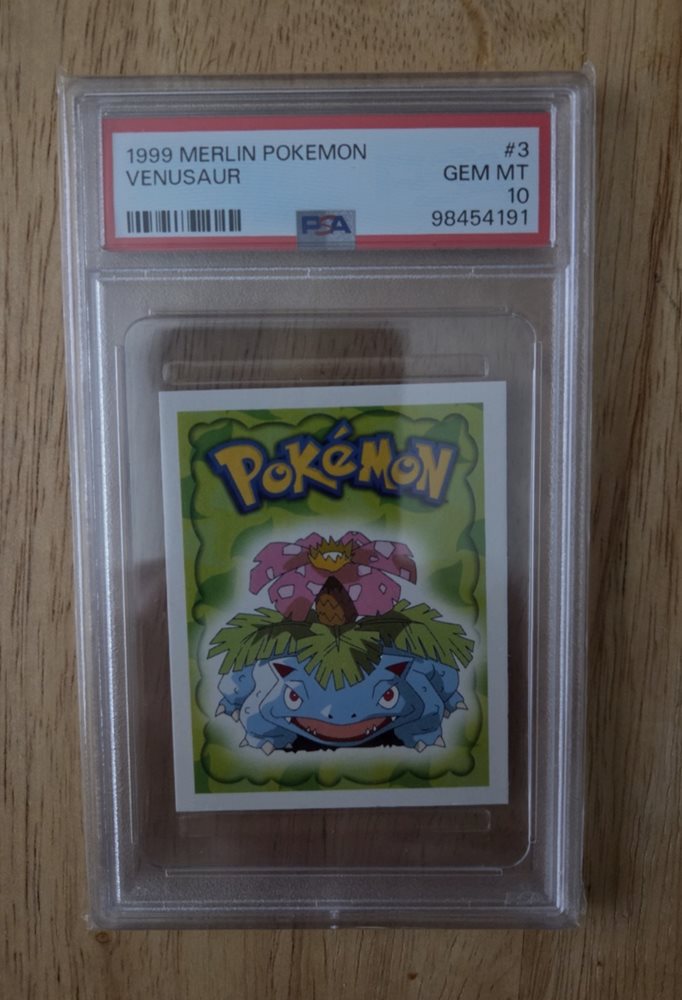 1999 MERLIN POKEMON #3
VENUSAUR GEM MT
10
98454191
PSA
POKéMON